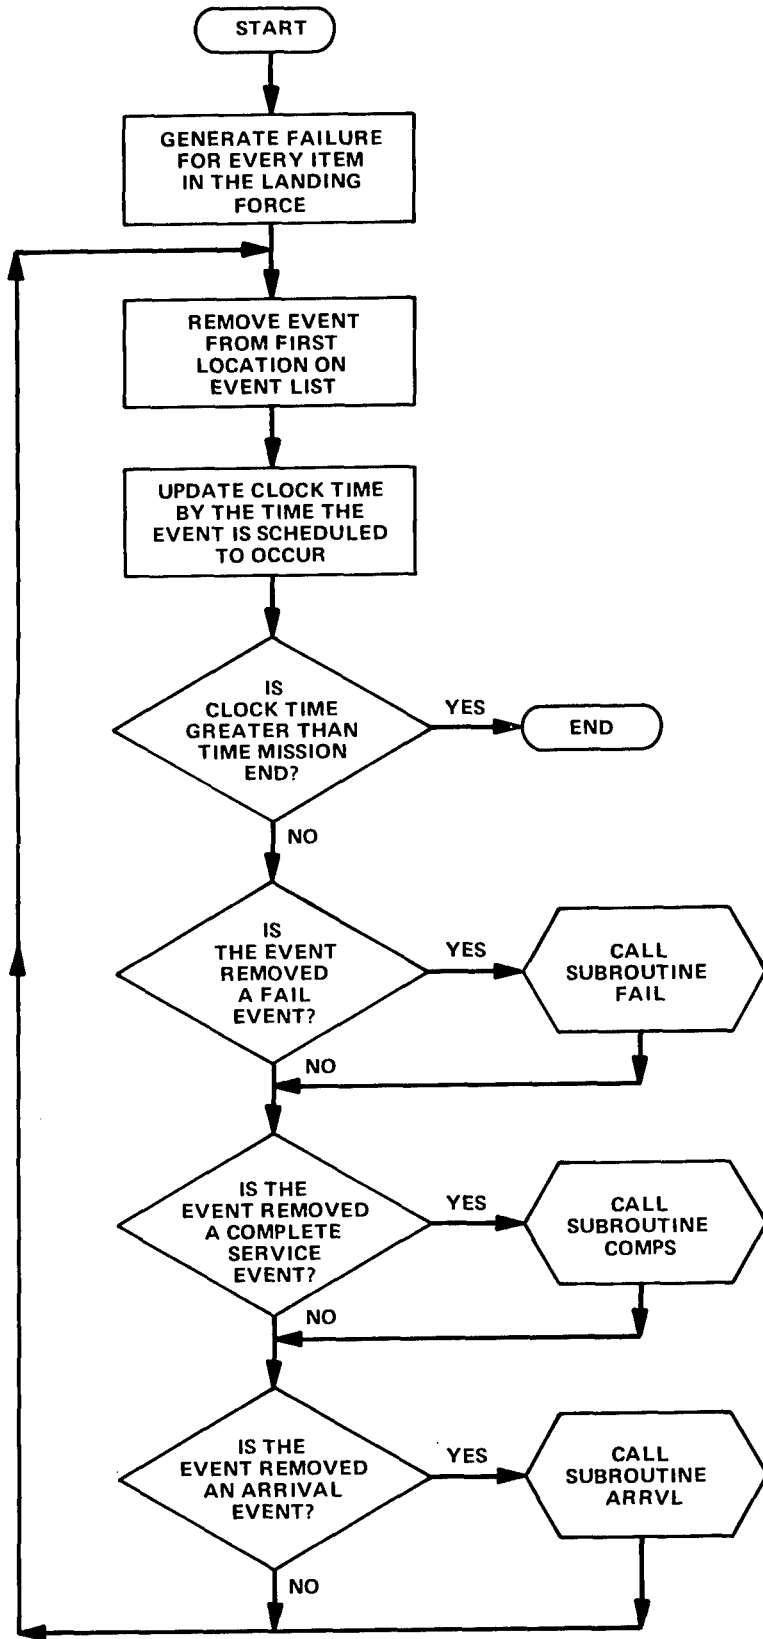 START
GENERATE FAILURE
FOR EVERY ITEM
IN THE LANDING
FORCE
REMOVE EVENT
FROM FIRST
LOCATION ON
EVENT LIST
UPDATE CLOCK TIME
BY THE TIME THE
EVENT IS SCHEDULED
TO OCCUR
IS
CLOCK TIME
GREATER THAN
TIME MISSION
END?
YES
END
NO
IS
THE EVENT
REMOVED
A FAIL
EVENT?
YES
CALL
SUBROUTINE
FAIL
NO
IS THE
EVENT REMOVED
A COMPLETE
SERVICE
EVENT?
YES
CALL
SUBROUTINE
COMPS
NO
IS THE
EVENT REMOVED
AN ARRIVAL
EVENT?
YES
CALL
SUBROUTINE
ARRVL
NO